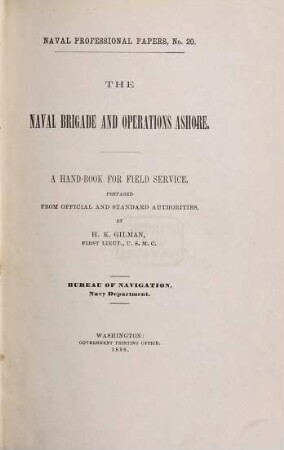 NAVAL PROFESSIONAL PAPERS, No. 20.
THE
NAVAL BRIGADE AND OPERATIONS ASHORE.
A HAND-BOOK FOR FIELD SERVICE,
PREPARED
FROM OFFICIAL AND STANDARD AUTHORITIES,
BY
H. K. GILMAN,
FIRST LIEUT., U. S. M. C.
BUREAU OF NAVIGATION,
Navy Department.
WASHINGTON:
GOVERNMENT PRINTING OFFICE.